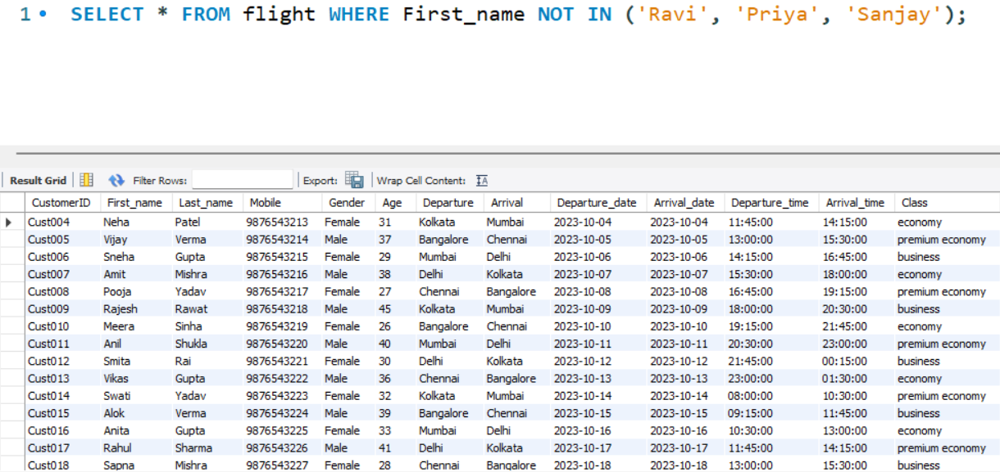 1 SELECT * FROM flight WHERE First_name NOT IN ('Ravi', 'Priya', 'Sanjay');
Result Grid Filter Rows: Export: Wrap Cell Content:
CustomerID First_name Last_name Mobile Gender Age Departure Arrival Departure_date Arrival_date Departure_time Arrival_time Class
Cust004 Neha Patel 9876543213 Female 31 Kolkata Mumbai 2023-10-04 2023-10-04 11:45:00 14:15:00 economy
Cust005 Vijay Verma 9876543214 Male 37 Bangalore Chennai 2023-10-05 2023-10-05 13:00:00 15:30:00 premium economy
Cust006 Sneha Gupta 9876543215 Female 29 Mumbai Delhi 2023-10-06 2023-10-06 14:15:00 16:45:00 business
Cust007 Amit Mishra 9876543216 Male 38 Delhi Kolkata 2023-10-07 2023-10-07 15:30:00 18:00:00 economy
Cust008 Pooja Yadav 9876543217 Female 27 Chennai Bangalore 2023-10-08 2023-10-08 16:45:00 19:15:00 premium economy
Cust009 Rajesh Rawat 9876543218 Male 45 Kolkata Mumbai 2023-10-09 2023-10-09 18:00:00 20:30:00 business
Cust010 Meera Sinha 9876543219 Female 26 Bangalore Chennai 2023-10-10 2023-10-10 19:15:00 21:45:00 economy
Cust011 Anil Shukla 9876543220 Male 40 Mumbai Delhi 2023-10-11 2023-10-11 20:30:00 23:00:00 premium economy
Cust012 Smita Rai 9876543221 Female 30 Delhi Kolkata 2023-10-12 2023-10-12 21:45:00 00:15:00 business
Cust013 Vikas Gupta 9876543222 Male 36 Chennai Bangalore 2023-10-13 2023-10-13 23:00:00 01:30:00 economy
Cust014 Swati Yadav 9876543223 Female 32 Kolkata Mumbai 2023-10-14 2023-10-14 08:00:00 10:30:00 premium economy
Cust015 Alok Verma 9876543224 Male 39 Bangalore Chennai 2023-10-15 2023-10-15 09:15:00 11:45:00 business
Cust016 Anita Gupta 9876543225 Female 33 Mumbai Delhi 2023-10-16 2023-10-16 10:30:00 13:00:00 economy
Cust017 Rahul Sharma 9876543226 Male 41 Delhi Kolkata 2023-10-17 2023-10-17 11:45:00 14:15:00 premium economy
Cust018 Sapna Mishra 9876543227 Female 28 Chennai Bangalore 2023-10-18 2023-10-18 13:00:00 15:30:00 business